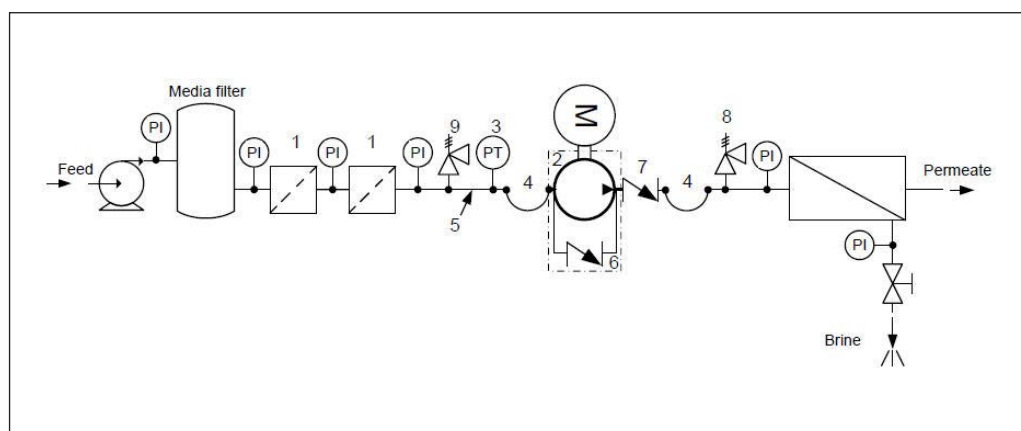 Media filter
Feed
PI
PI
1
PI
1
PI
9
3
PT
4
5
M
2
6
7
4
8
PI
Permeate
PI
Brine